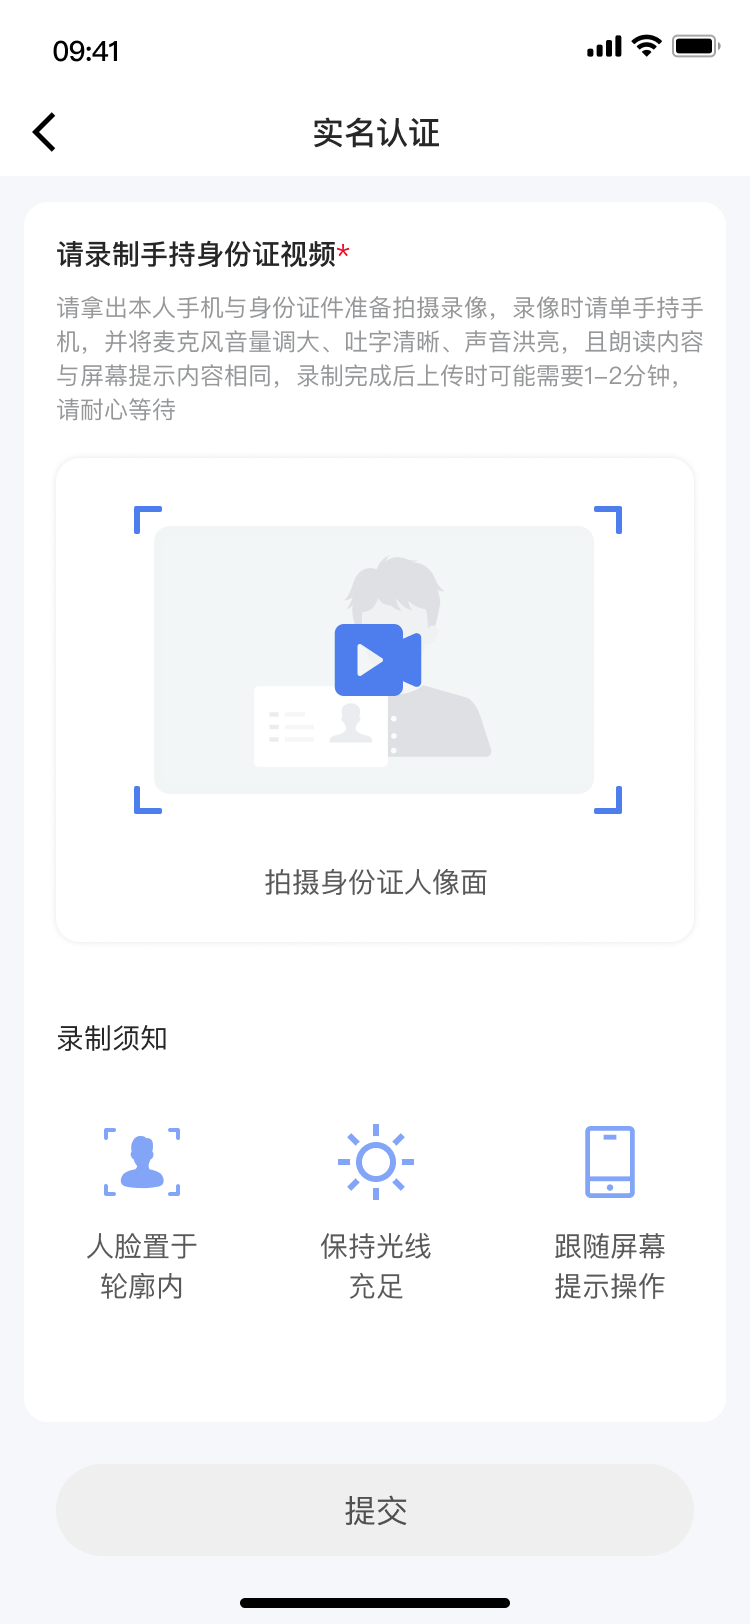 09:41
实名认证
请录制手持身份证视频*
请拿出本人手机与身份证件准备拍摄录像，录像时请单手持手
机，并将麦克风音量调大、吐字清晰、声音洪亮，且朗读内容
与屏幕提示内容相同，录制完成后上传时可能需要1-2分钟，
请耐心等待
拍摄身份证人像面
录制须知
人脸置于
轮廓内
保持光线
充足
跟随屏幕
提示操作
提交